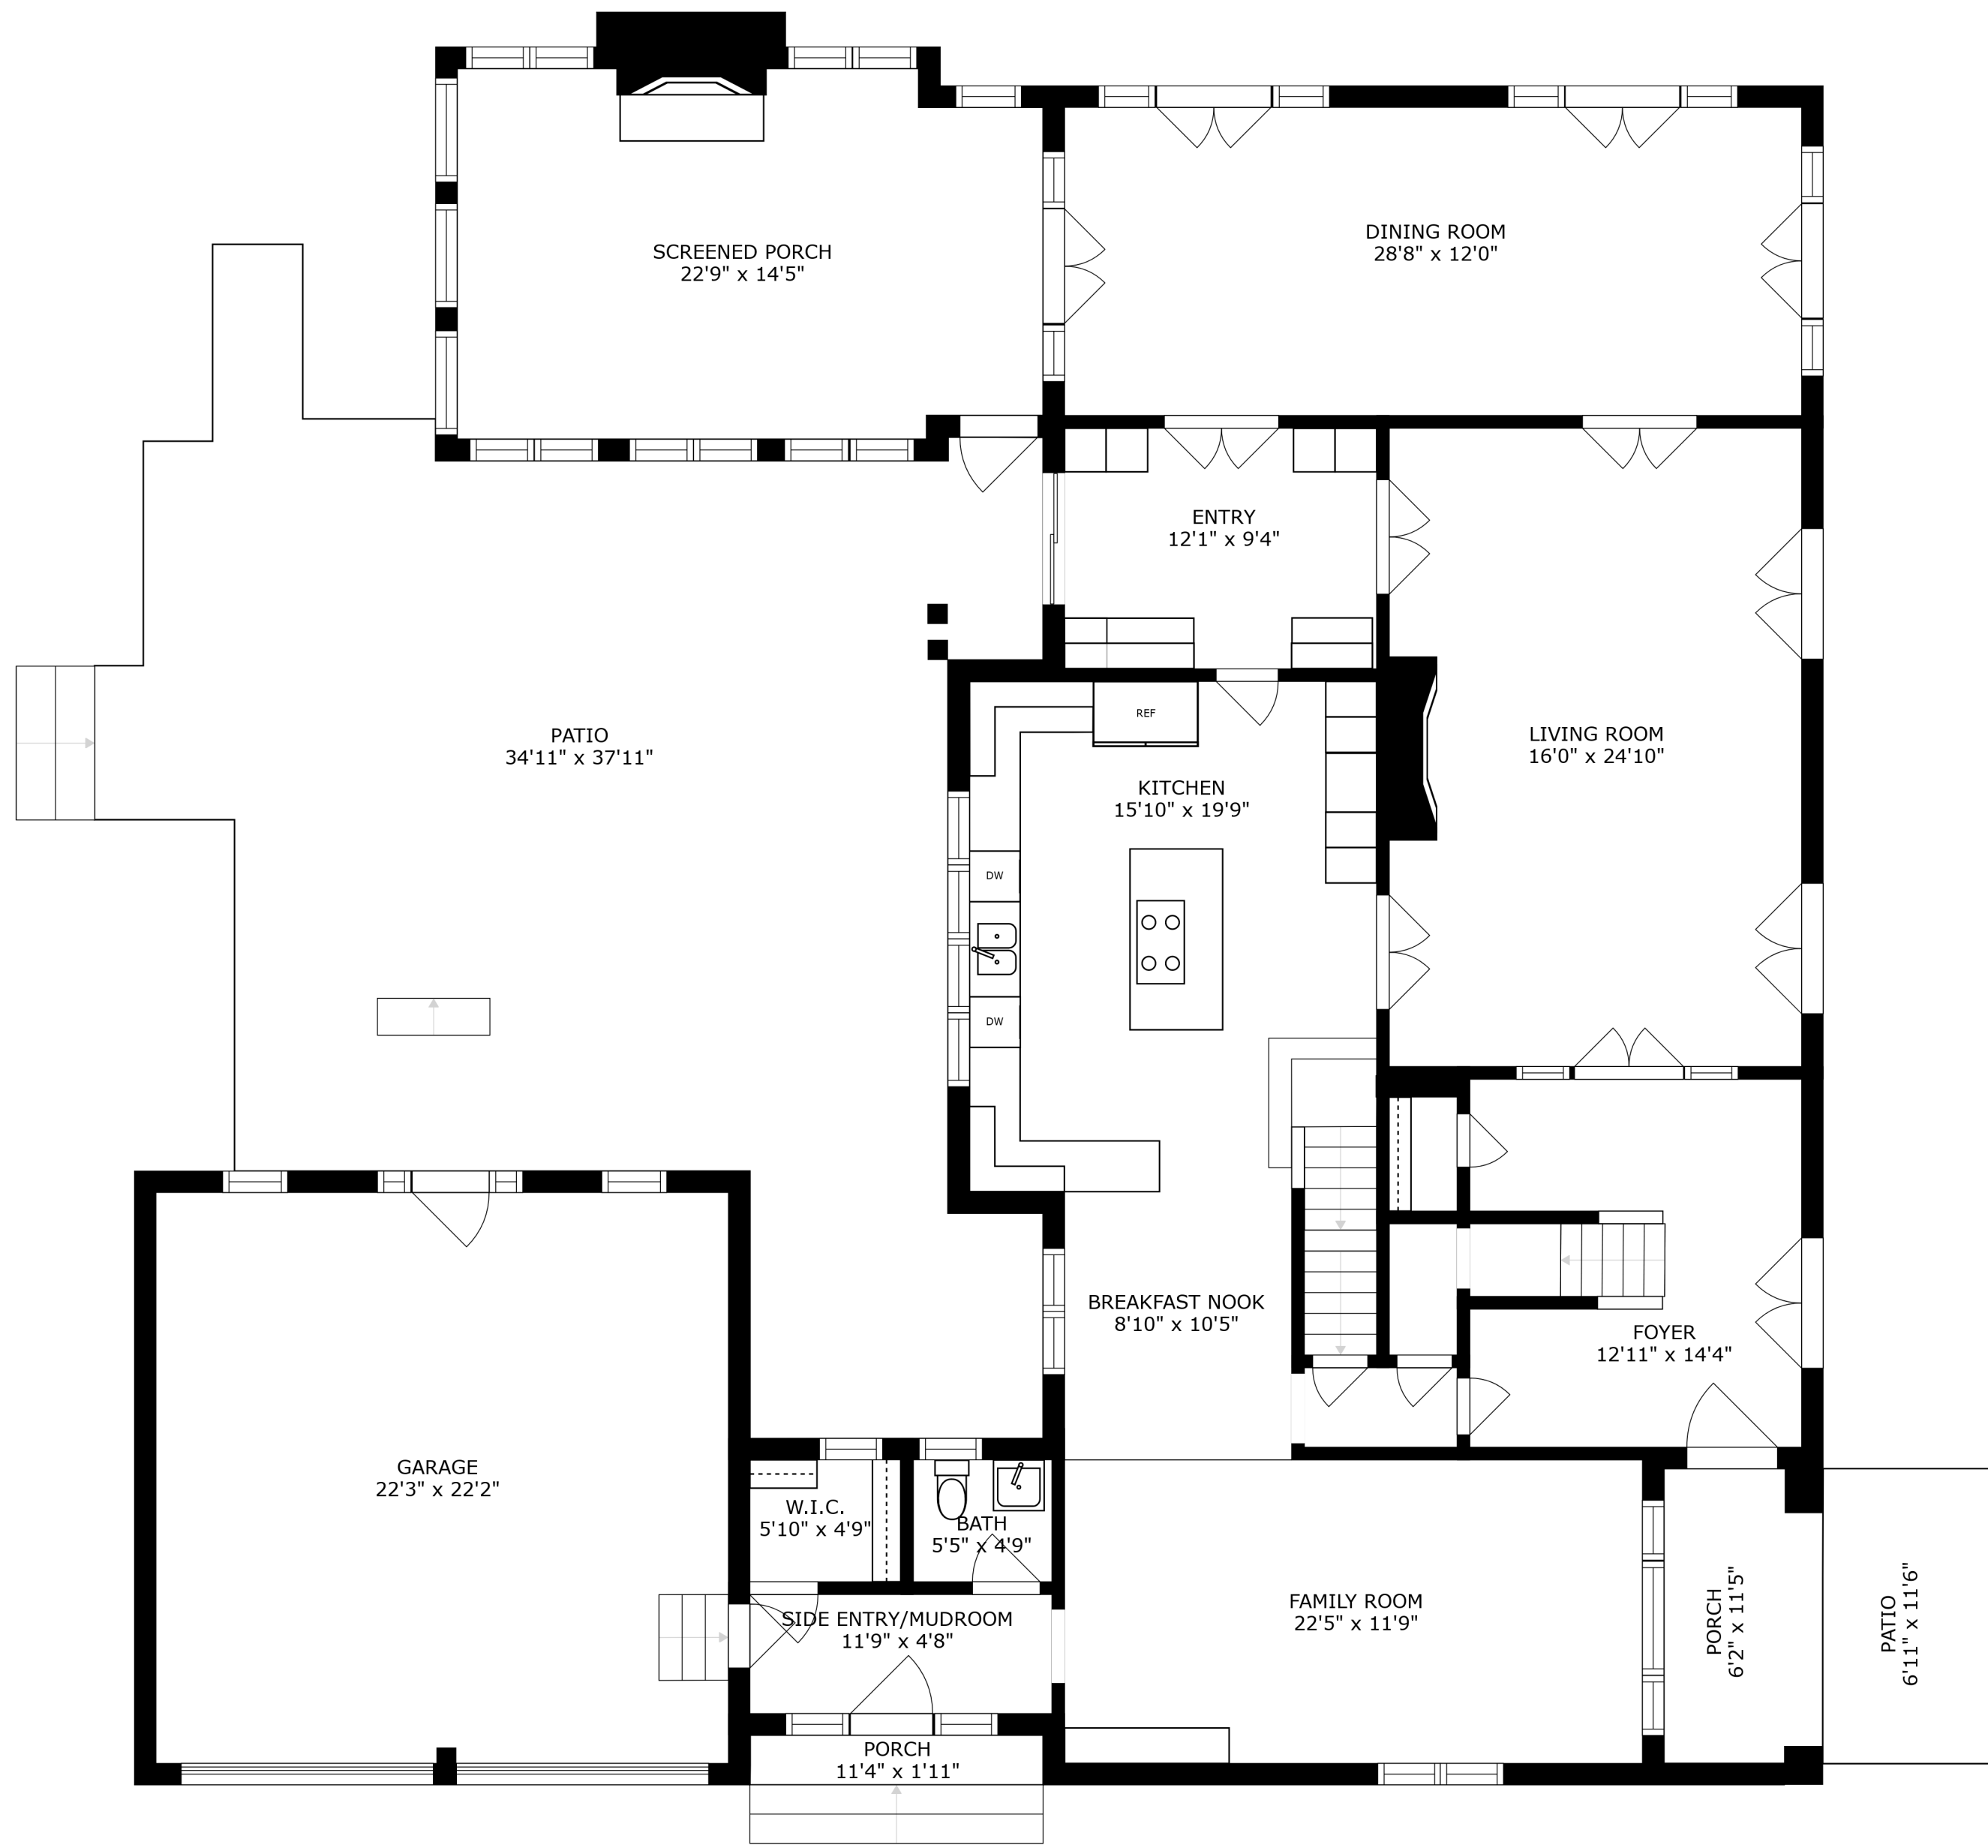 SCREENED PORCH
22'9" x 14'5"
DINING ROOM
28'8" x 12'0"
ENTRY
12'1" x 9'4"
PATIO
34'11" x 37'11"
REF
KITCHEN
15'10" x 19'9"
LIVING ROOM
16'0" x 24'10"
DW
DW
BREAKFAST NOOK
8'10" x 10'5"
FOYER
12'11" x 14'4"
GARAGE
22'3" x 22'2"
W.I.C.
5'10" x 4'9"
BATH
5'5" x 4'9"
SIDE ENTRY/MUDROOM
11'9" x 4'8"
FAMILY ROOM
22'5" x 11'9"
PORCH
6'2" x 11'5"
PATIO
6'11" x 11'6"
PORCH
11'4" x 1'11"